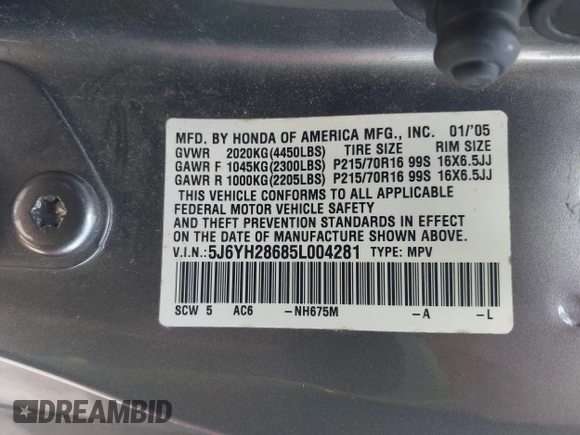 MFD. BY HONDA OF AMERICA MFG., INC. 01/'05
GVWR 2020KG(4450LBS) TIRE SIZE RIM SIZE
GAWR F 1045KG(2300LBS) P215/70R16 99S 16X6.5JJ
GAWR R 1000KG(2205LBS) P215/70R16 99S 16X6.5JJ
THIS VEHICLE CONFORMS TO ALL APPLICABLE
FEDERAL MOTOR VEHICLE SAFETY
AND THEFT PREVENTION STANDARDS IN EFFECT
ON THE DATE OF MANUFACTURE SHOWN ABOVE.
V.I.N.:5J6YH28685L004281 TYPE: MPV
SCW 5 AC6 -NH675M -A -L
DREAMBID